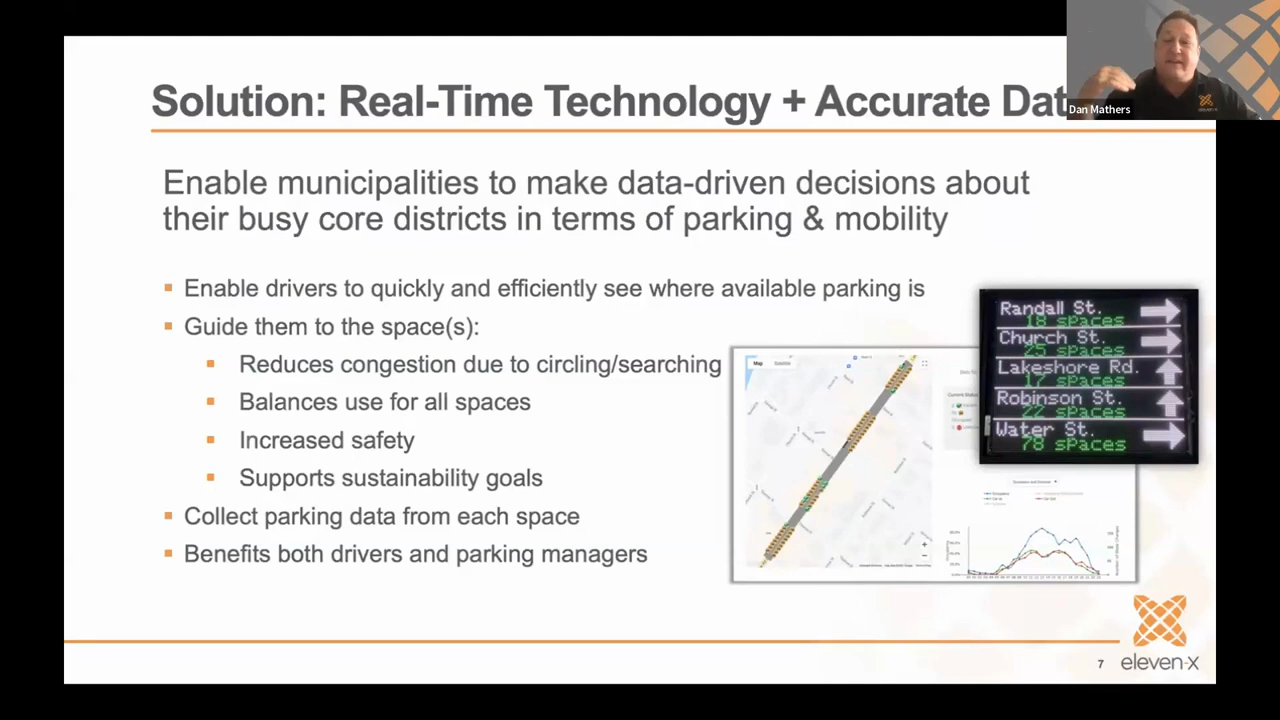 Solution: Real-Time Technology + Accurate Dat
Dan Mathers
eleven-x
Enable municipalities to make data-driven decisions about
their busy core districts in terms of parking & mobility
▪ Enable drivers to quickly and efficiently see where available parking is
▪ Guide them to the space(s):
▪ Reduces congestion due to circling/searching
▪ Balances use for all spaces
▪ Increased safety
▪ Supports sustainability goals
▪ Collect parking data from each space
▪ Benefits both drivers and parking managers
Randall St.
18 spaces
Church St.
25 spaces
Lakeshore Rd.
17 spaces
Robinson St.
22 spaces
Water St.
78 spaces
Map
Satellite
7
eleven-x